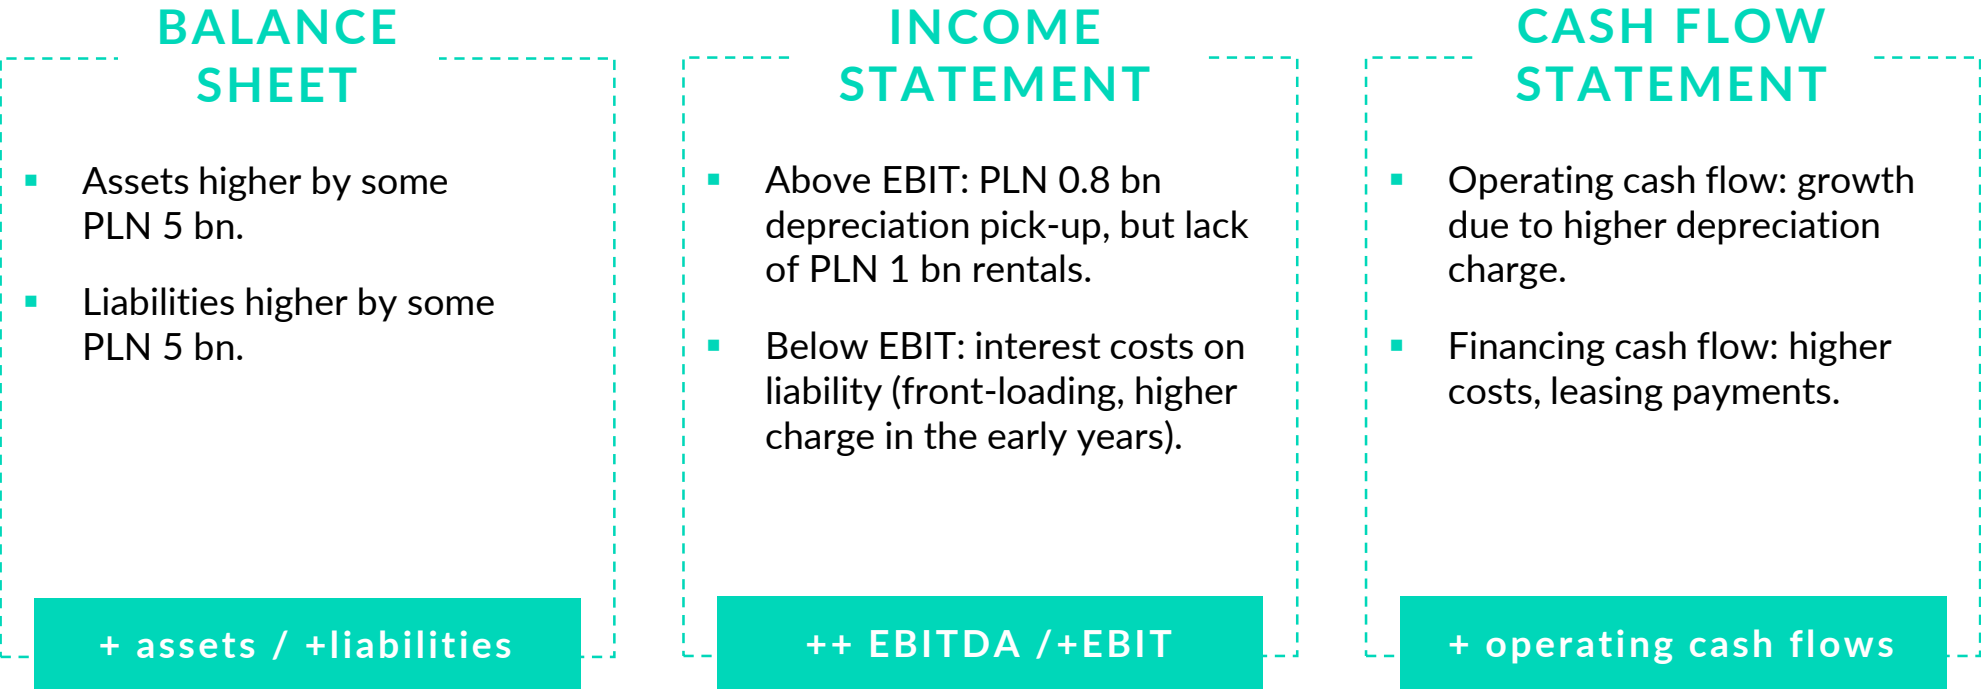 BALANCE
SHEET
▪ Assets higher by some
PLN 5 bn.
▪ Liabilities higher by some
PLN 5 bn.
+ assets / +liabilities
INCOME
STATEMENT
▪ Above EBIT: PLN 0.8 bn
depreciation pick-up, but lack
of PLN 1 bn rentals.
▪ Below EBIT: interest costs on
liability (front-loading, higher
charge in the early years).
++ EBITDA /+EBIT
CASH FLOW
STATEMENT
▪ Operating cash flow: growth
due to higher depreciation
charge.
▪ Financing cash flow: higher
costs, leasing payments.
+ operating cash flows